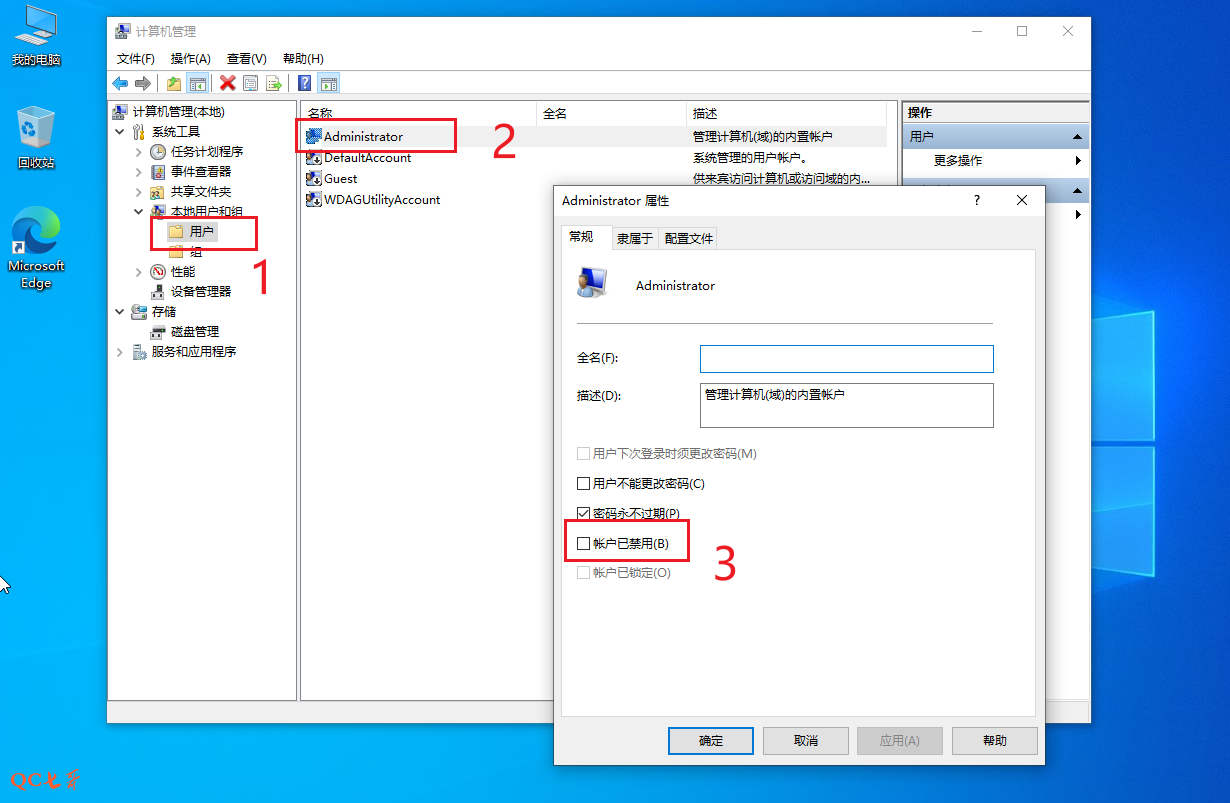 我的电脑
回收站
Microsoft
Edge
计算机管理
文件(F) 操作(A) 查看(V) 帮助(H)
计算机管理(本地)
系统工具
任务计划程序
事件查看器
共享文件夹
本地用户和组
用户
组
1
性能
设备管理器
存储
磁盘管理
服务和应用程序
名称 全名 描述
Administrator 管理计算机(域)的内置帐户
2
DefaultAccount 系统管理的用户帐户。
Guest 供来宾访问计算机或访问域的内...
WDAGUtilityAccount
操作
用户
更多操作
Administrator 属性
常规 隶属于 配置文件
Administrator
全名(F):
描述(D): 管理计算机(域)的内置帐户
用户下次登录时须更改密码(M)
用户不能更改密码(C)
密码永不过期(P)
帐户已禁用(B)
3
帐户已锁定(O)
确定 取消 应用(A) 帮助